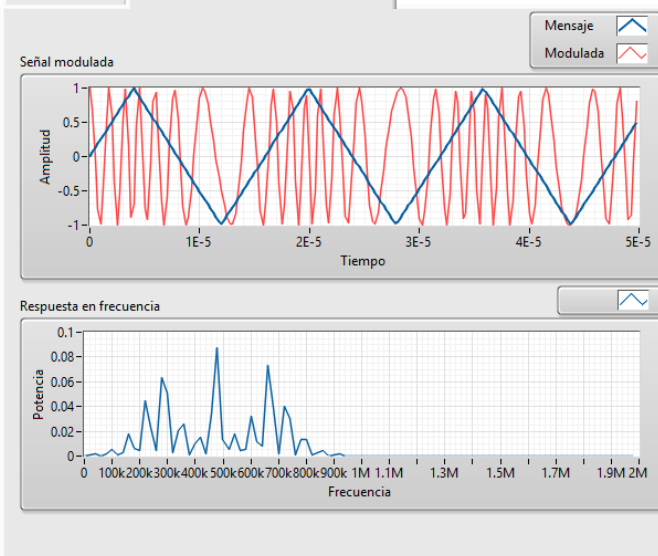 Mensaje
Modulada
Señal modulada
Amplitud
1
0.5
0
-0.5
-1
0 1E-5 2E-5 3E-5 4E-5 5E-5
Tiempo
Respuesta en frecuencia
Potencia
0.1
0.08
0.06
0.04
0.02
0
0 100k 200k 300k 400k 500k 600k 700k 800k 900k 1M 1.1M 1.3M 1.5M 1.7M 1.9M 2M
Frecuencia